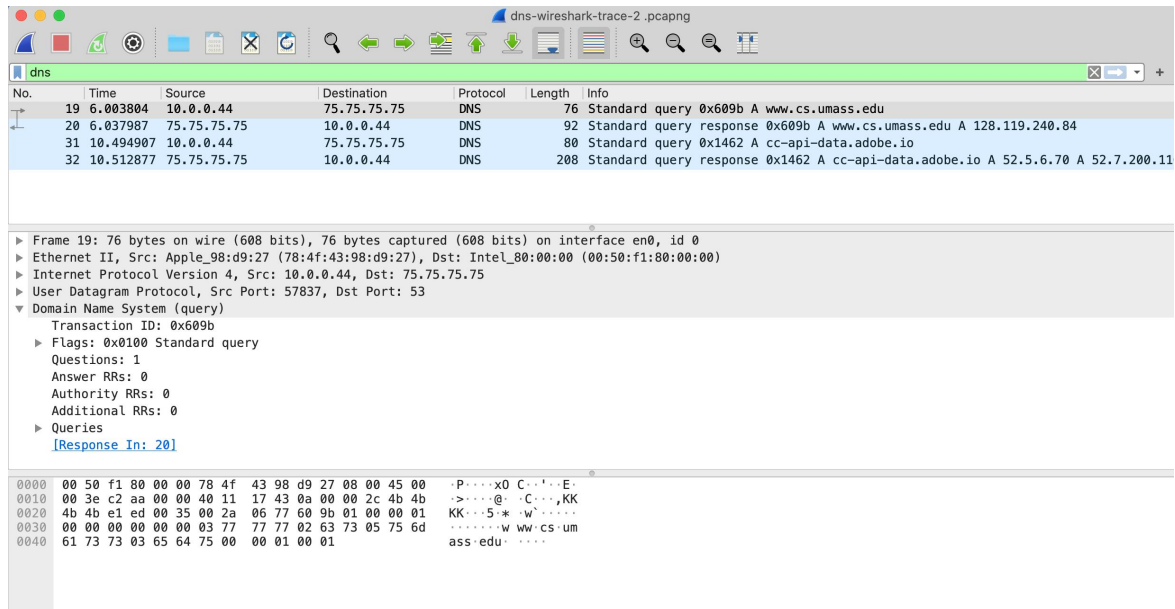 dns-wireshark-trace-2 .pcapng
dns
+
No. Time Source Destination Protocol Length Info
19 6.003804 10.0.0.44 75.75.75.75 DNS 76 Standard query 0x609b A www.cs.umass.edu
20 6.037987 75.75.75.75 10.0.0.44 DNS 92 Standard query response 0x609b A www.cs.umass.edu A 128.119.240.84
31 10.494907 10.0.0.44 75.75.75.75 DNS 80 Standard query 0x1462 A cc-api-data.adobe.io
32 10.512877 75.75.75.75 10.0.0.44 DNS 208 Standard query response 0x1462 A cc-api-data.adobe.io A 52.5.6.70 A 52.7.200.11
Frame 19: 76 bytes on wire (608 bits), 76 bytes captured (608 bits) on interface en0, id 0
Ethernet II, Src: Apple_98:d9:27 (78:4f:43:98:d9:27), Dst: Intel_80:00:00 (00:50:f1:80:00:00)
Internet Protocol Version 4, Src: 10.0.0.44, Dst: 75.75.75.75
User Datagram Protocol, Src Port: 57837, Dst Port: 53
Domain Name System (query)
Transaction ID: 0x609b
Flags: 0x0100 Standard query
Questions: 1
Answer RRs: 0
Authority RRs: 0
Additional RRs: 0
Queries
[Response In: 20]
0000 00 50 f1 80 00 00 78 4f 43 98 d9 27 08 00 45 00 ·P····xO C··'··E·
0010 00 3e c2 aa 00 00 40 11 17 43 0a 00 00 2c 4b 4b ·>····@· ·C···,KK
0020 4b 4b e1 ed 00 35 00 2a 06 77 60 9b 01 00 00 01 KK···5·* ·w`·····
0030 00 00 00 00 00 00 03 77 77 77 02 63 73 05 75 6d ·······w ww·cs·um
0040 61 73 73 03 65 64 75 00 00 01 00 01 ass·edu· ····